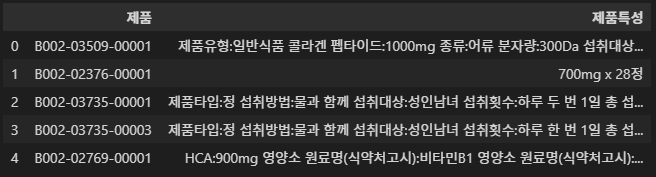 제품 제품특성
0 B002-03509-00001 제품유형:일반식품 콜라겐 펩타이드:1000mg 종류:어류 분자량:300Da 섭취대상...
1 B002-02376-00001 700mg x 28정
2 B002-03735-00001 제품타임:정 섭취방법:물과 함께 섭취대상:성인남녀 섭취횟수:하루 두 번 1일 총 섭...
3 B002-03735-00003 제품타임:정 섭취방법:물과 함께 섭취대상:성인남녀 섭취횟수:하루 한 번 1일 총 섭...
4 B002-02769-00001 HCA:900mg 영양소 원료명(식약처고시):비타민B1 영양소 원료명(식약처고시):...